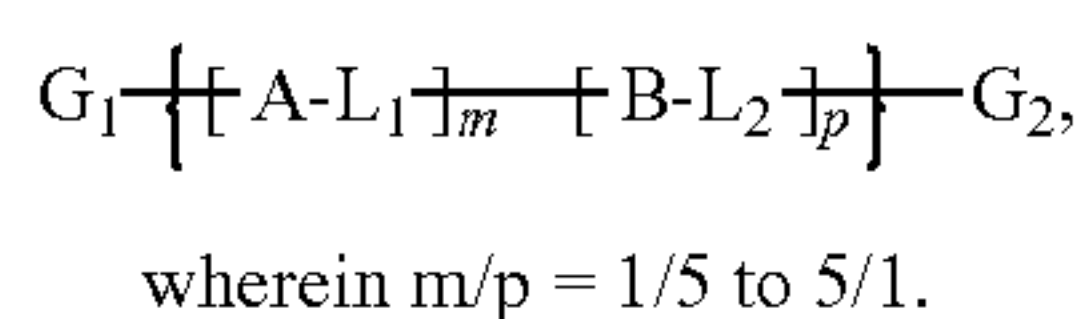 G₁─{─[─A-L₁─]ₘ───[─B-L₂─]ₚ─}─G₂,
wherein m/p = 1/5 to 5/1.